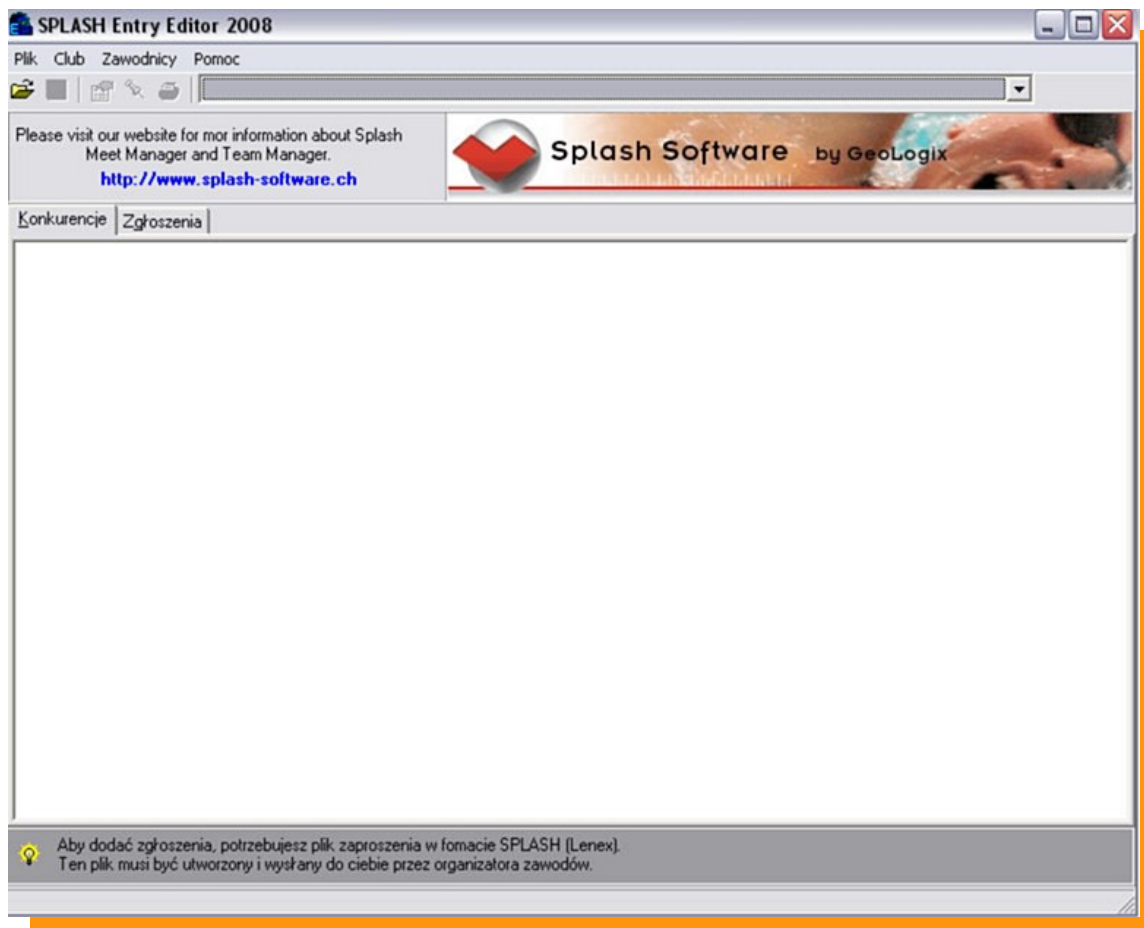 SPLASH Entry Editor 2008
Plik Club Zawodnicy Pomoc
Please visit our website for mor information about Splash
Meet Manager and Team Manager.
http://www.splash-software.ch
Splash Software by GeoLogix
Konkurencje Zgłoszenia
Aby dodać zgłoszenia, potrzebujesz plik zaproszenia w fomacie SPLASH (Lenex).
Ten plik musi być utworzony i wysłany do ciebie przez organizatora zawodów.